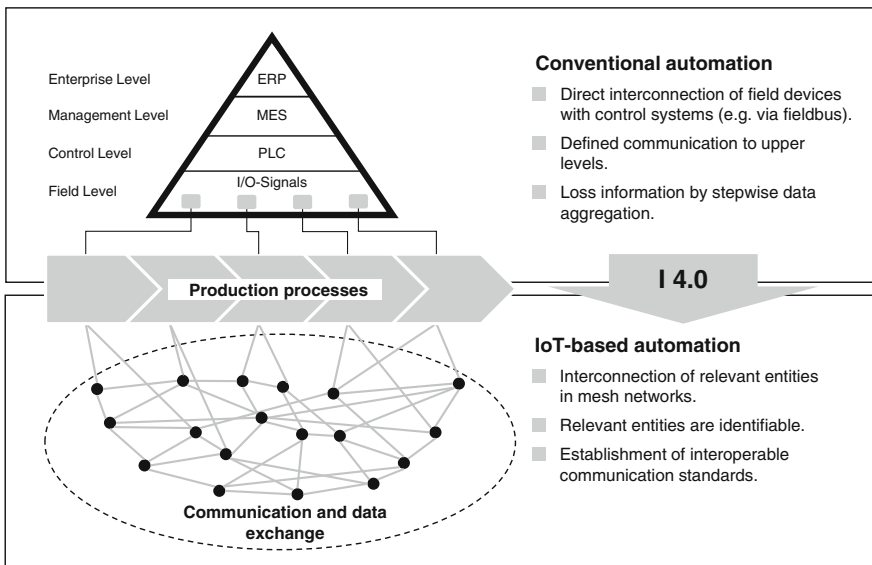 Enterprise Level
ERP
Management Level
MES
Control Level
PLC
Field Level
I/O-Signals
Conventional automation
Direct interconnection of field devices
with control systems (e.g. via fieldbus).
Defined communication to upper
levels.
Loss information by stepwise data
aggregation.
Production processes
I 4.0
IoT-based automation
Interconnection of relevant entities
in mesh networks.
Relevant entities are identifiable.
Establishment of interoperable
communication standards.
Communication and data
exchange